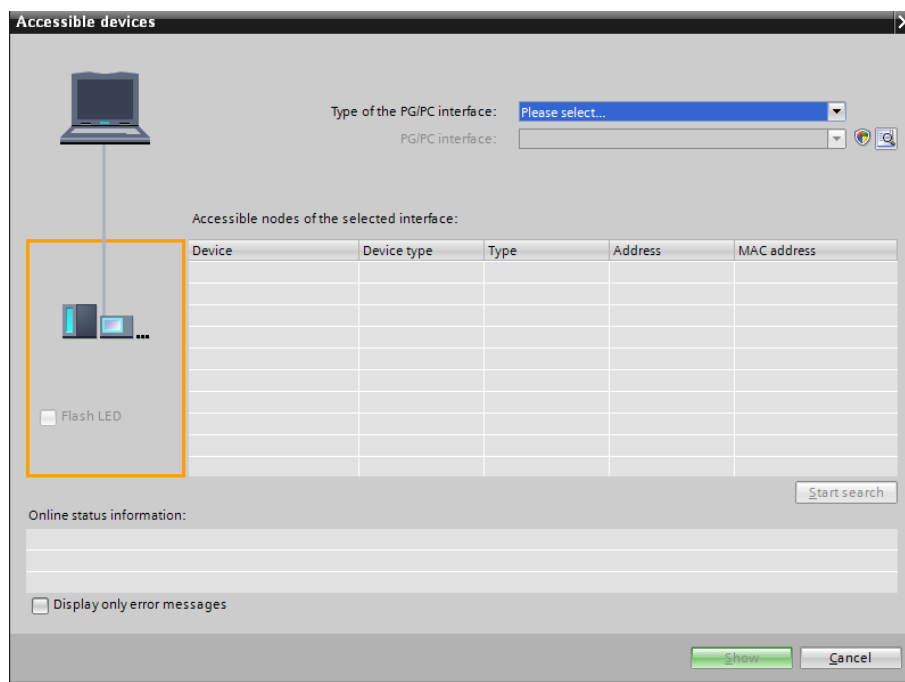 Accessible devices
Type of the PG/PC interface: Please select...
PG/PC interface:
Accessible nodes of the selected interface:
Device Device type Type Address MAC address
Flash LED
Start search
Online status information:
Display only error messages
Show Cancel